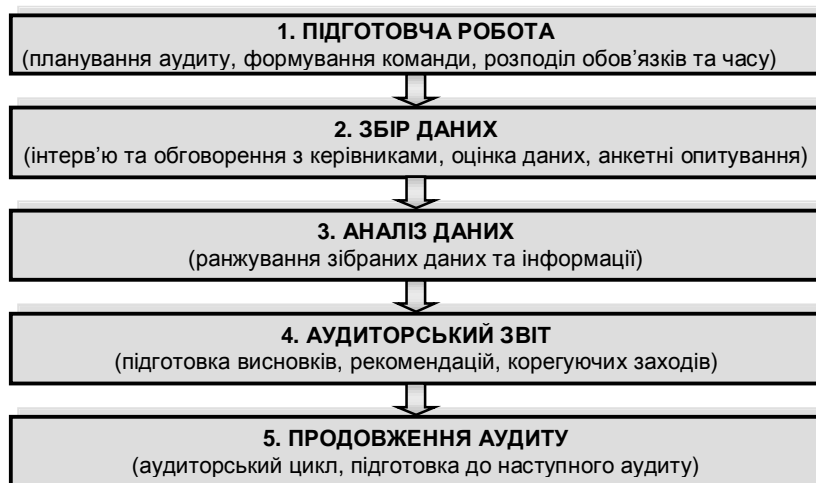 1. ПІДГОТОВЧА РОБОТА
(планування аудиту, формування команди, розподіл обов’язків та часу)
2. ЗБІР ДАНИХ
(інтерв’ю та обговорення з керівниками, оцінка даних, анкетні опитування)
3. АНАЛІЗ ДАНИХ
(ранжування зібраних даних та інформації)
4. АУДИТОРСЬКИЙ ЗВІТ
(підготовка висновків, рекомендацій, корегуючих заходів)
5. ПРОДОВЖЕННЯ АУДИТУ
(аудиторський цикл, підготовка до наступного аудиту)